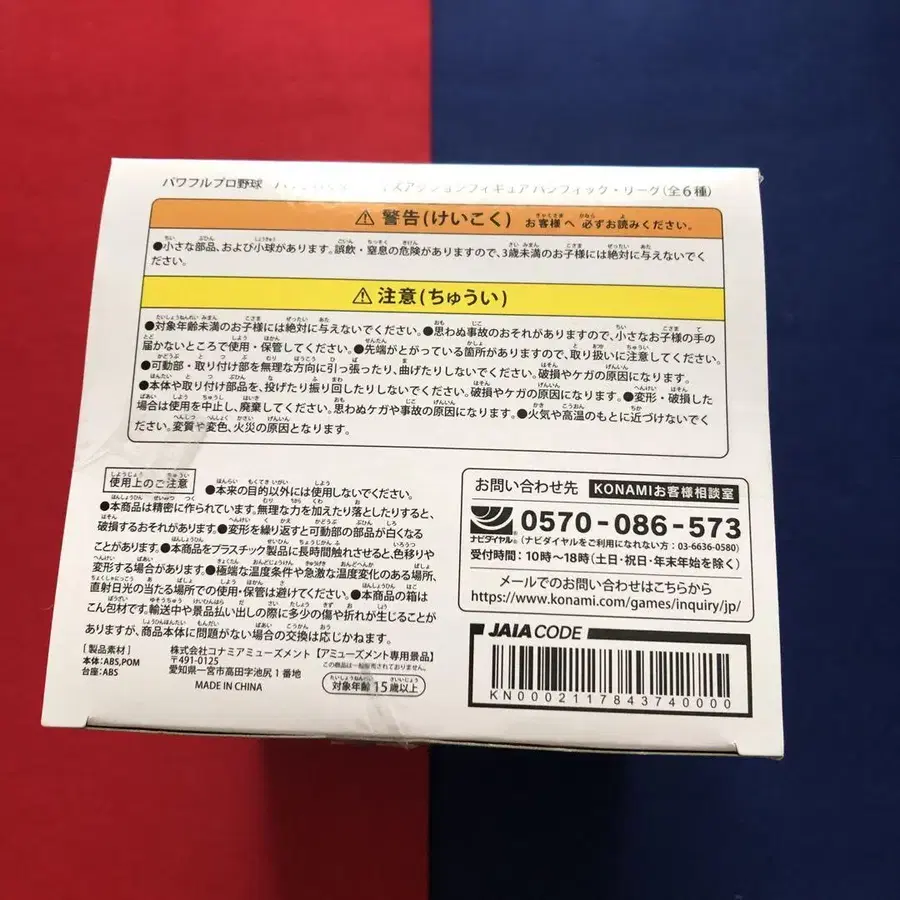 パワフルプロ野球 ズアクションフィギュア パシフィック・リーグ(全6種)
⚠ 警告(けいこく) お客様へ 必ずお読みください。
●小さな部品、および小球があります。誤飲・窒息の危険がありますので、3歳未満のお子様には絶対に与えないでく
ださい。
⚠ 注意(ちゅうい)
●対象年齢未満のお子様には絶対に与えないでください。●思わぬ事故のおそれがありますので、小さなお子様の手の
届かないところで使用・保管してください。●先端がとがっている箇所がありますので、取り扱いに注意してください。
●可動部・取り付け部を無理な方向に引っ張ったり、曲げたりしないでください。破損やケガの原因になります。
●本体や取り付け部品を、投げたり振り回したりしないでください。破損やケガの原因になります。●変形・破損した
場合は使用を中止し、廃棄してください。思わぬケガや事故の原因になります。●火気や高温のもとに近づけないでく
ださい。変質や変色、火災の原因となります。
使用上のご注意 ●本来の目的以外には使用しないでください。
●本商品は精密に作られています。無理な力を加えたり落としたりすると、
破損するおそれがあります。●変形を繰り返すと可動部の部品が白くなる
ことがあります。●本商品をプラスチック製品に長時間触れさせると、色移りや
変形する場合があります。●極端な温度条件や急激な温度変化のある場所、
直射日光の当たる場所での使用・保管は避けてください。●本商品の箱は
こん包材です。輸送中や景品払い出しの際に多少の傷や折れが生じることが
ありますが、商品本体に問題がない場合の交換は応じかねます。
[製品素材]
本体:ABS,POM
台座:ABS
株式会社コナミアミューズメント【アミューズメント専用景品】
〒491-0125 この商品は一般販売されておりません。
愛知県一宮市高田字池尻1番地
MAKE IN CHINA
対象年齢15歳以上
お問い合わせ先 KONAMIお客様相談室
ナビダイヤル® 0570-086-573
(ナビダイヤルをご利用になれない方:03-6636-0580)
受付時間:10時～18時(土日・祝日・年末年始を除く)
メールでのお問い合わせはこちらから
https://www.konami.com/games/inquiry/jp/
JAIA CODE
KN00021178437400​00